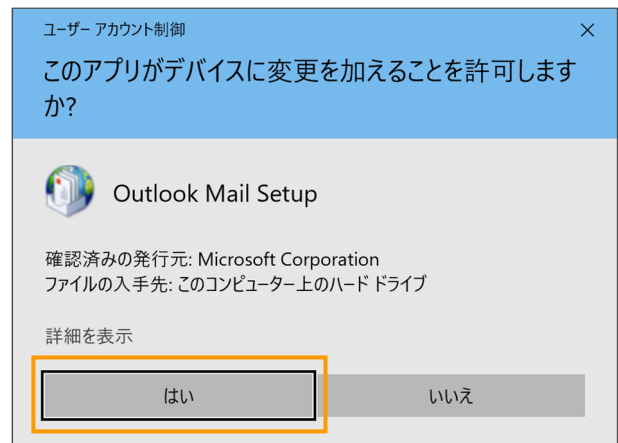 ユーザー アカウント制御
このアプリがデバイスに変更を加えることを許可します
か?
Outlook Mail Setup
確認済みの発行元: Microsoft Corporation
ファイルの入手先: このコンピューター上のハード ドライブ
詳細を表示
はい
いいえ